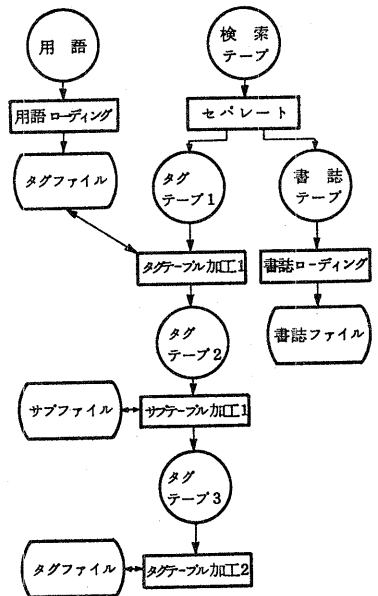 用語
検索
テープ
用語ローディング
セパレート
タグファイル
タグ
テープ1
書誌
テープ
タグテーブル加工1
書誌ローディング
タグ
テープ2
書誌ファイル
サブファイル
サブテーブル加工1
タグ
テープ3
タグファイル
タグテーブル加工2